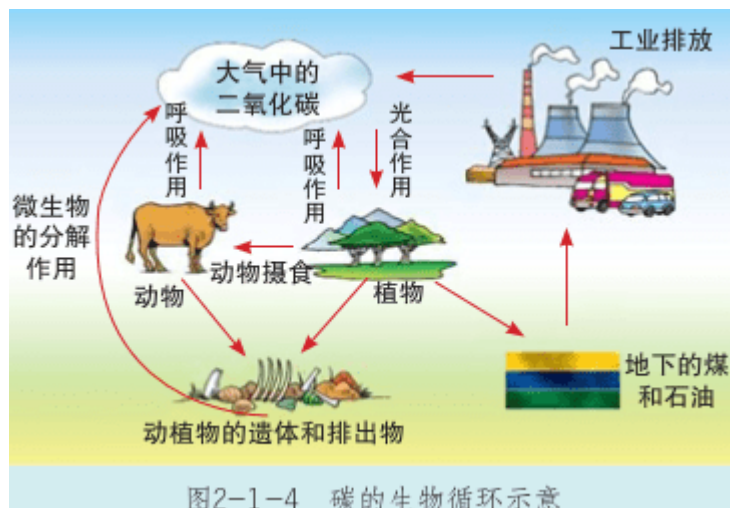 工业排放
大气中的
二氧化碳
呼吸作用
呼吸作用
光合作用
微生物
的分解
作用
动物
动物摄食
植物
地下的煤
和石油
动植物的遗体和排出物
图2-1-4 碳的生物循环示意